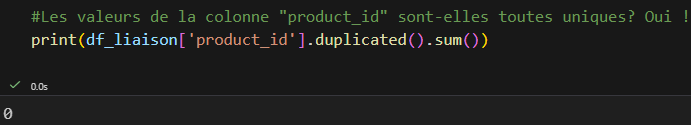 #Les valeurs de la colonne "product_id" sont-elles toutes uniques? Oui !
print(df_liaison['product_id'].duplicated().sum())
0.0s
0